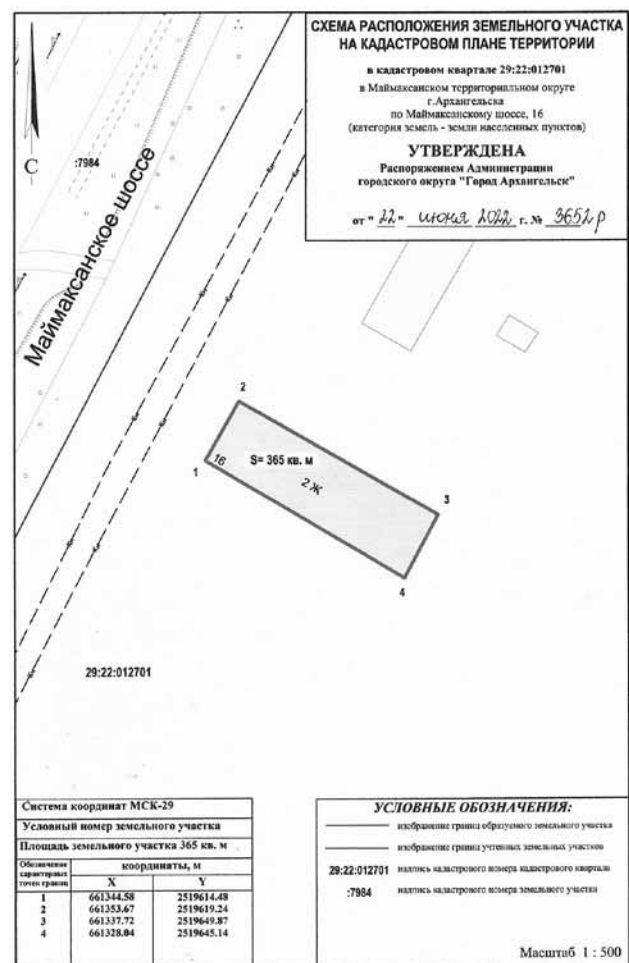 СХЕМА РАСПОЛОЖЕНИЯ ЗЕМЕЛЬНОГО УЧАСТКА
НА КАДАСТРОВОМ ПЛАНЕ ТЕРРИТОРИИ
в кадастровом квартале 29:22:012701
в Маймаксанском территориальном округе
г.Архангельска
по Маймаксанскому шоссе, 16
(категория земель - земли населенных пунктов)
УТВЕРЖДЕНА
Распоряжением Администрации
городского округа "Город Архангельск"
от " 22 " июня 2022 г. № 3652р
С
:7984
Маймаксанское шоссе
2
1
16
S= 365 кв. м
2 Ж
3
4
29:22:012701
Система координат МСК-29
Условный номер земельного участка
Площадь земельного участка 365 кв. м
Обозначение характерных точек границ
координаты, м
X Y
1 661344.58 2519614.48
2 661353.67 2519619.24
3 661337.72 2519649.87
4 661328.04 2519645.14
УСЛОВНЫЕ ОБОЗНАЧЕНИЯ:
изображение границ образуемого земельного участка
изображение границ учтенных земельных участков
29:22:012701 надпись кадастрового номера кадастрового квартала
:7984 надпись кадастрового номера земельного участка
Масштаб 1 : 500